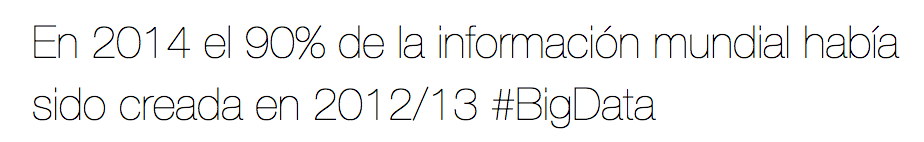 En 2014 el 90% de la información mundial había
sido creada en 2012/13 #BigData